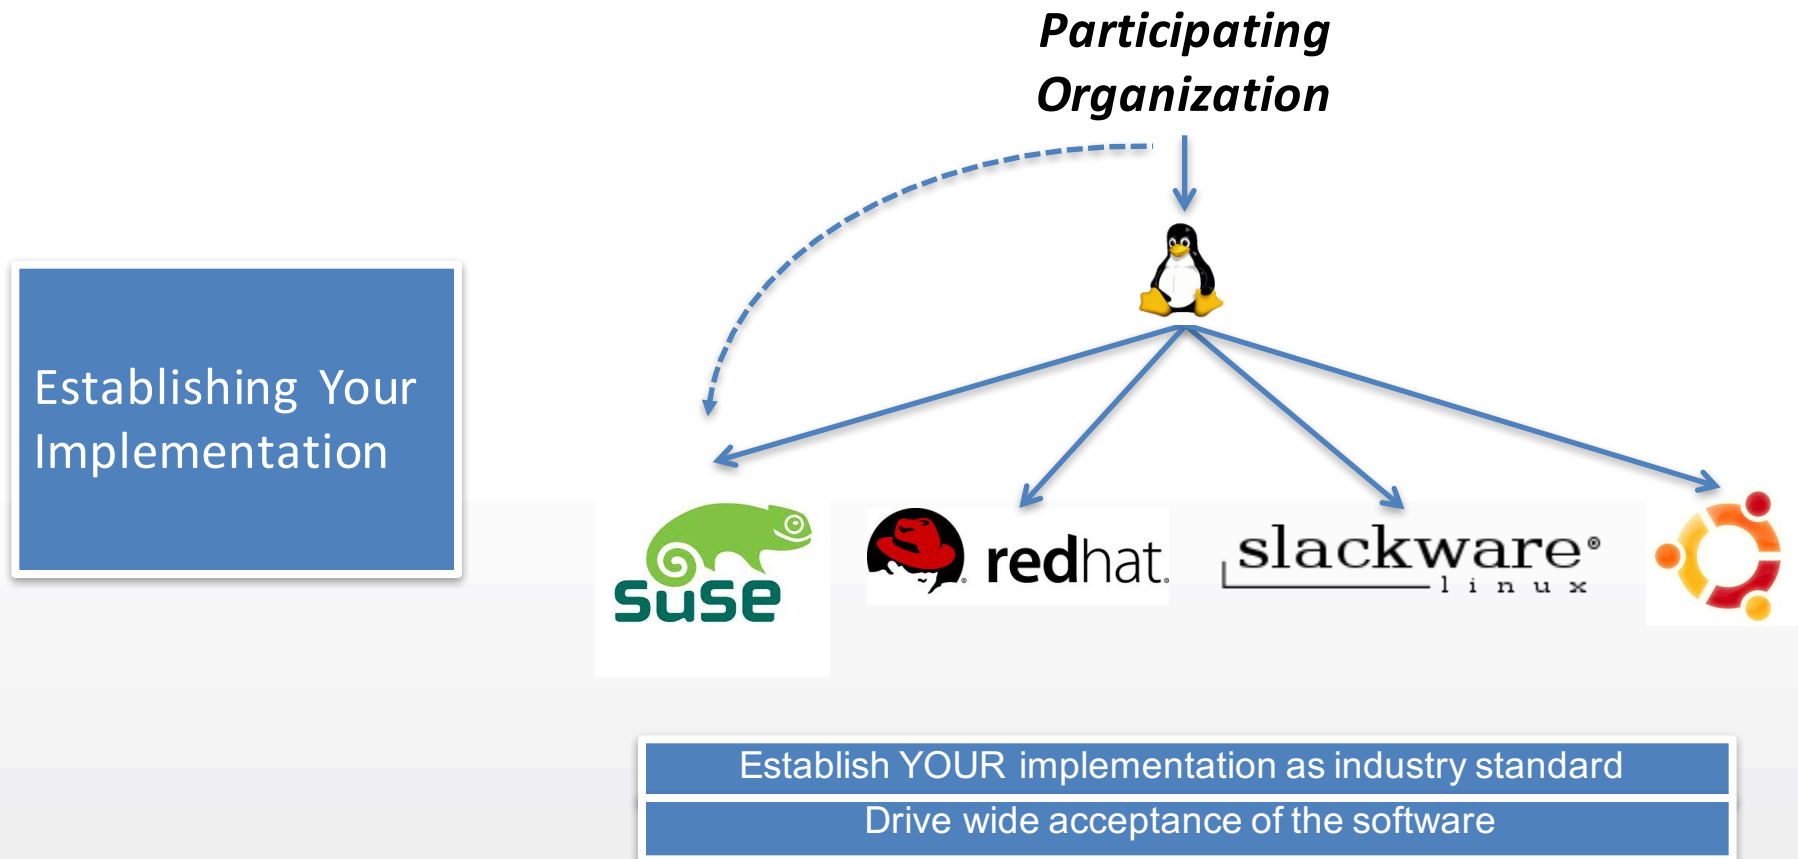 Participating
Organization
Establishing Your
Implementation
suse
redhat.
slackware®
linux
Establish YOUR implementation as industry standard
Drive wide acceptance of the software